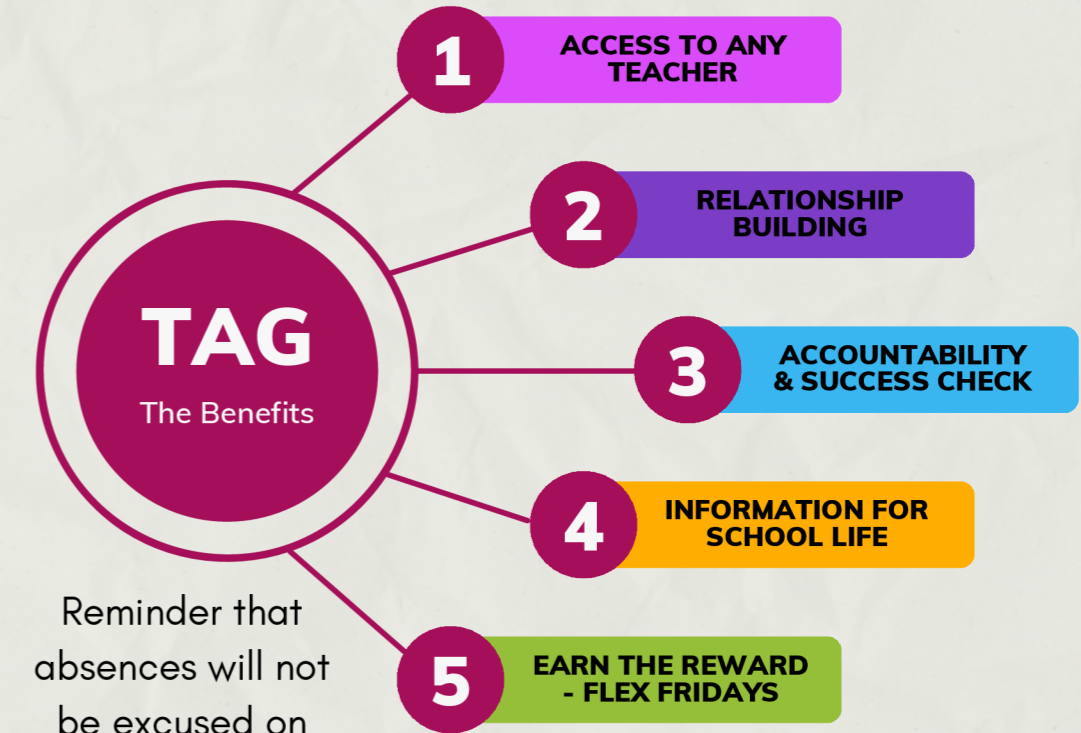 1
ACCESS TO ANY
TEACHER
2
RELATIONSHIP
BUILDING
TAG
The Benefits
3
ACCOUNTABILITY
& SUCCESS CHECK
4
INFORMATION FOR
SCHOOL LIFE
5
EARN THE REWARD
- FLEX FRIDAYS
Reminder that
absences will not
be excused on